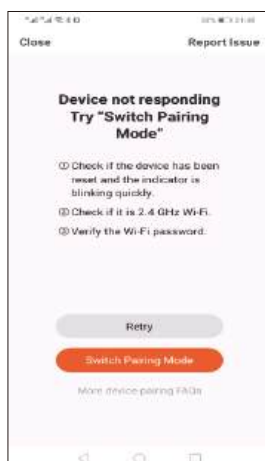 Close
Report Issue
Device not responding
Try "Switch Pairing
Mode"
① Check if the device has been
reset and the indicator is
blinking quickly.
② Check if it is 2.4 GHz Wi-Fi.
③ Verify the Wi-Fi password.
Retry
Switch Pairing Mode
More device pairing FAQs